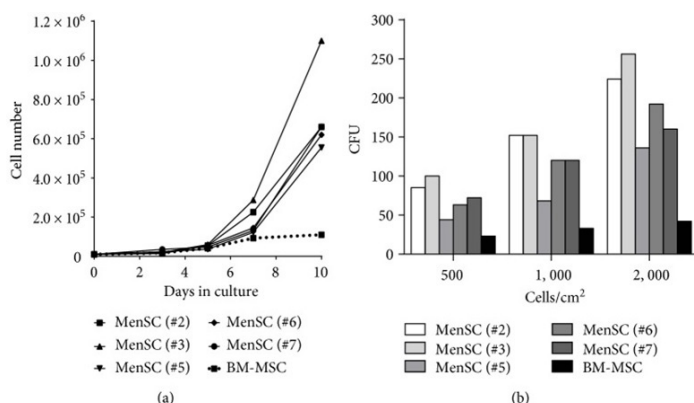 1.2 × 10⁶
1.0 × 10⁶
8.0 × 10⁵
6.0 × 10⁵
4.0 × 10⁵
2.0 × 10⁵
0
Cell number
0 2 4 6 8 10
Days in culture
MenSC (#2) MenSC (#6)
MenSC (#3) MenSC (#7)
MenSC (#5) BM-MSC
(a)
300
250
200
150
100
50
0
CFU
500 1, 000 2, 000
Cells/cm²
MenSC (#2) MenSC (#6)
MenSC (#3) MenSC (#7)
MenSC (#5) BM-MSC
(b)